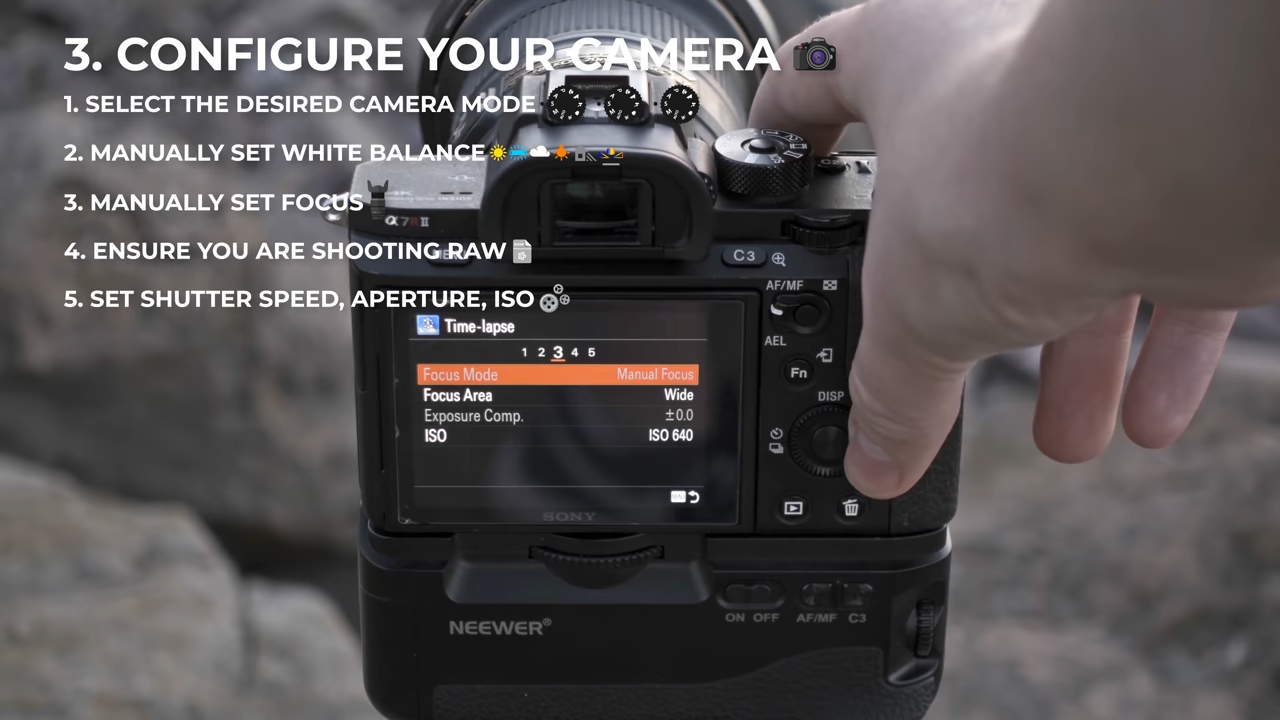 3. CONFIGURE YOUR CAMERA
1. SELECT THE DESIRED CAMERA MODE
2. MANUALLY SET WHITE BALANCE
3. MANUALLY SET FOCUS
α7RII
4. ENSURE YOU ARE SHOOTING RAW
C3
5. SET SHUTTER SPEED, APERTURE, ISO
AF/MF
AEL
Time-lapse
1 2 3 4 5
Focus Mode Manual Focus
Fn
Focus Area Wide
DISP
Exposure Comp. ±0.0
ISO ISO 640
SONY
ON OFF AF/MF C3
NEEWER®